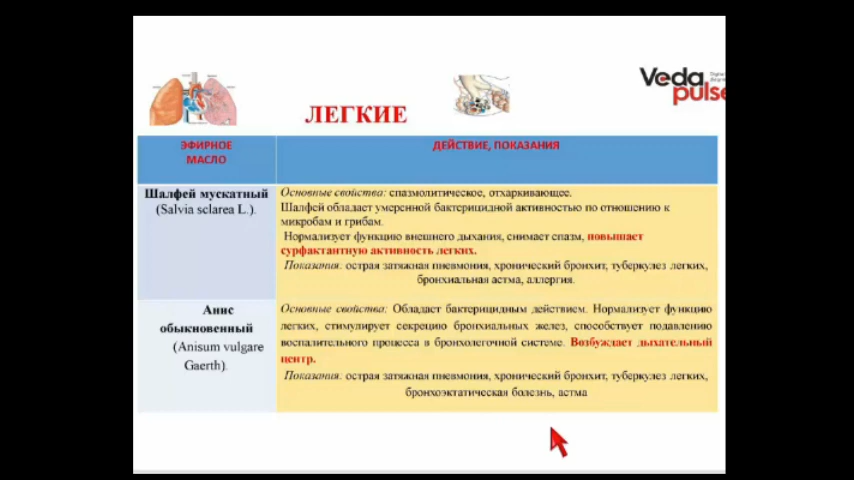 Veda
pulse
ЛЕГКИЕ
ЭФИРНОЕ
МАСЛО
ДЕЙСТВИЕ, ПОКАЗАНИЯ
Шалфей мускатный
(Salvia sclarea L.).
Основные свойства: спазмолитическое, отхаркивающее.
Шалфей обладает умеренной бактерицидной активностью по отношению к
микробам и грибам.
Нормализует функцию внешнего дыхания, снимает спазм, повышает
сурфактантную активность легких.
Показания: острая затяжная пневмония, хронический бронхит, туберкулез легких,
бронхиальная астма, аллергия.
Анис
обыкновенный
(Anisum vulgare
Gaerth).
Основные свойства: Обладает бактерицидным действием. Нормализует функцию
легких, стимулирует секрецию бронхиальных желез, способствует подавлению
воспалительного процесса в бронхолегочной системе. Возбуждает дыхательный
центр.
Показания: острая затяжная пневмония, хронический бронхит, туберкулез легких,
бронхоэктатическая болезнь, астма